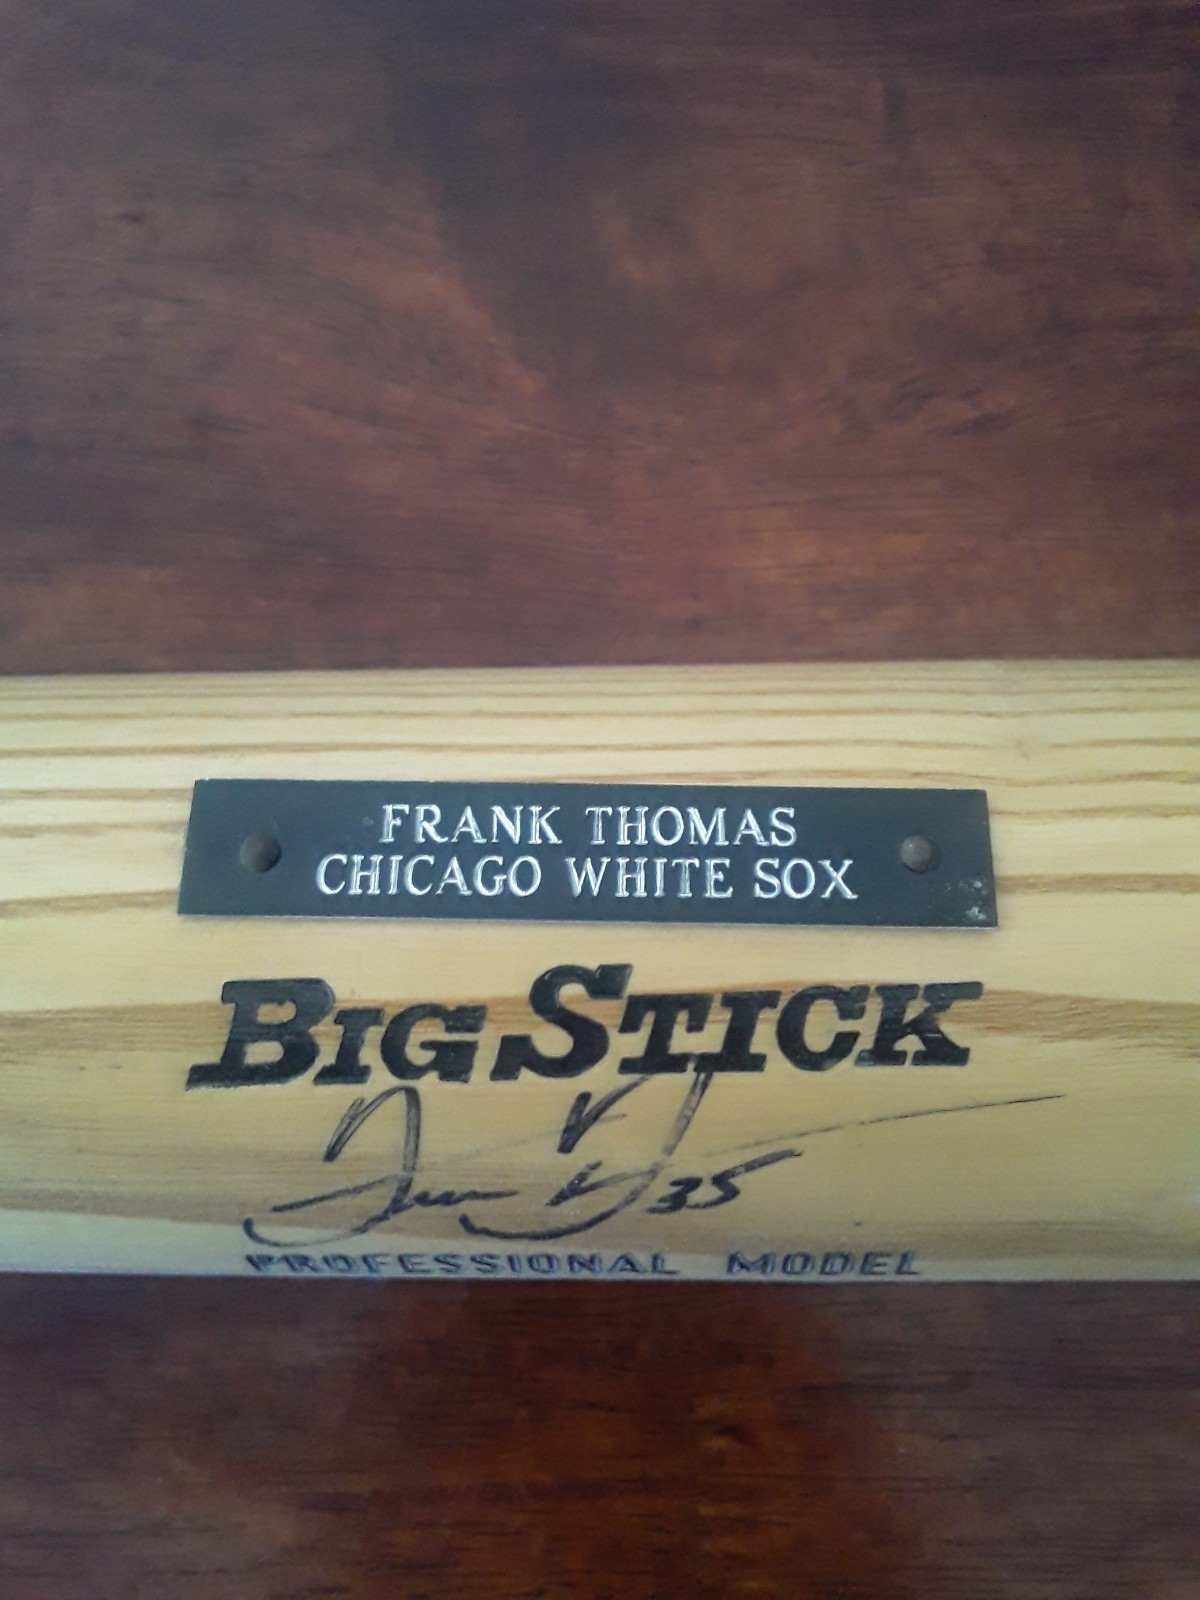 FRANK THOMAS
CHICAGO WHITE SOX
BIG STICK
35
PROFESSIONAL MODEL